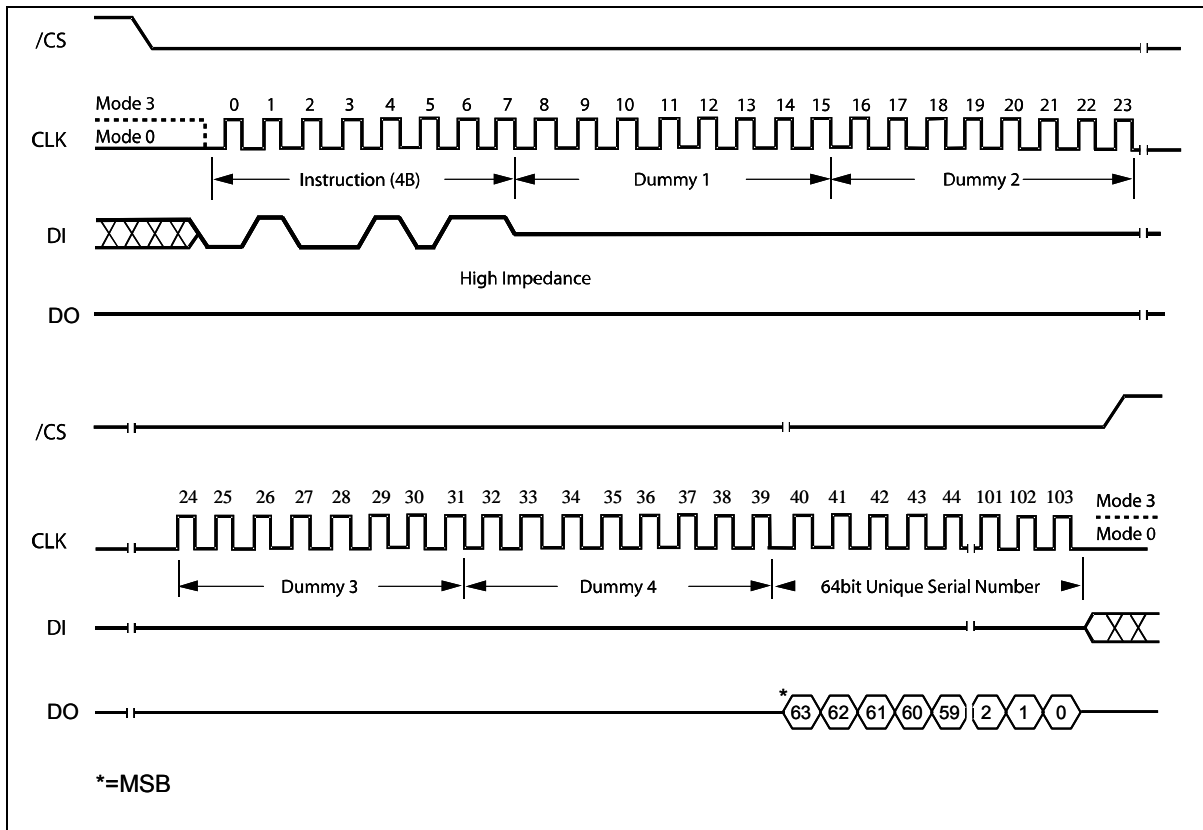 /CS
Mode 3
0 1 2 3 4 5 6 7 8 9 10 11 12 13 14 15 16 17 18 19 20 21 22 23
CLK
Mode 0
Instruction (4B) Dummy 1 Dummy 2
DI
High Impedance
DO
/CS
24 25 26 27 28 29 30 31 32 33 34 35 36 37 38 39 40 41 42 43 44 101 102 103
Mode 3
CLK
Mode 0
Dummy 3 Dummy 4 64bit Unique Serial Number
DI
*
DO 63 62 61 60 59 2 1 0
*=MSB